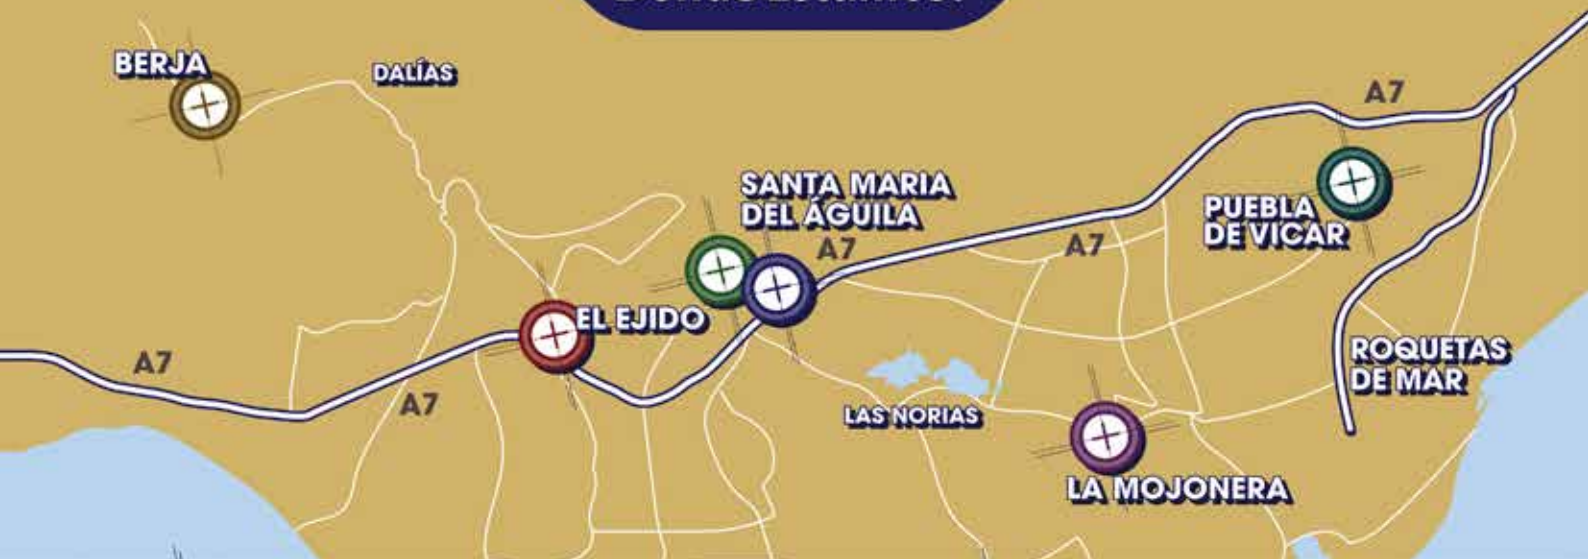 BERJA
DALÍAS
A7
SANTA MARIA
DEL ÁGUILA
A7
A7
PUEBLA
DE VICAR
EL EJIDO
A7
A7
ROQUETAS
DE MAR
LAS NORIAS
LA MOJONERA